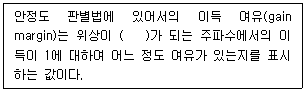 안정도 판별법에 있어서의 이득 여유(gain
margin)는 위상이 (   )가 되는 주파수에서의 이
득이 1에 대하여 어느 정도 여유가 있는지를 표시
하는 값이다.